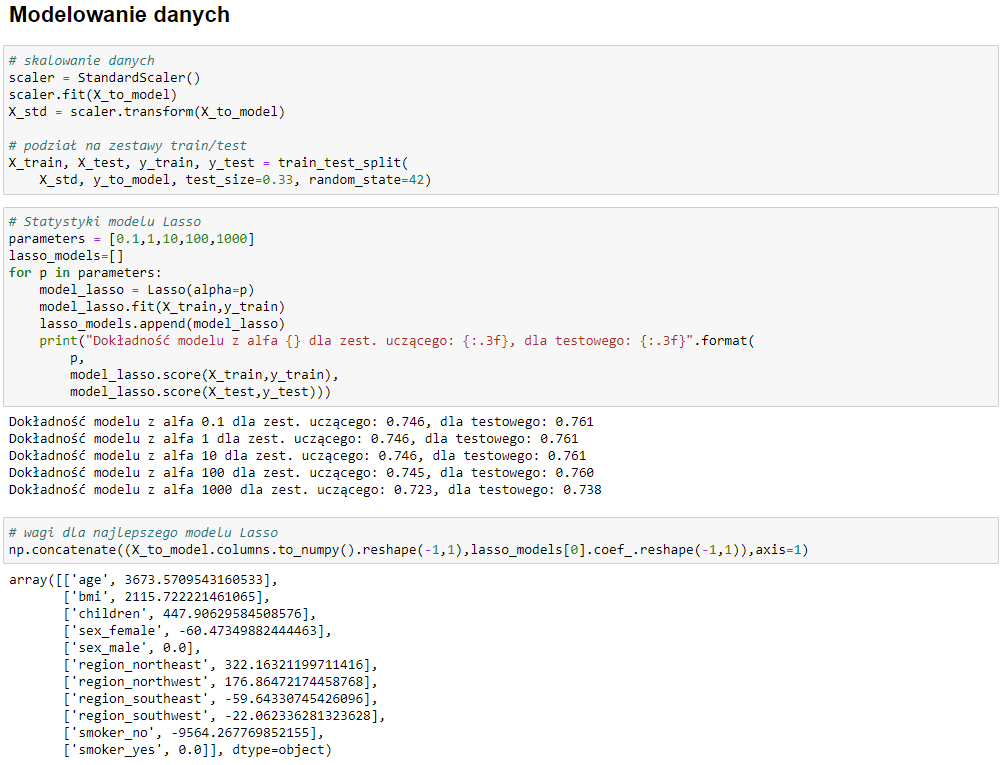 Modelowanie danych
# skalowanie danych
scaler = StandardScaler()
scaler.fit(X_to_model)
X_std = scaler.transform(X_to_model)
# podział na zestawy train/test
X_train, X_test, y_train, y_test = train_test_split(
    X_std, y_to_model, test_size=0.33, random_state=42)
# Statystyki modelu Lasso
parameters = [0.1,1,10,100,1000]
lasso_models=[]
for p in parameters:
    model_lasso = Lasso(alpha=p)
    model_lasso.fit(X_train,y_train)
    lasso_models.append(model_lasso)
    print("Dokładność modelu z alfa {} dla zest. uczącego: {:.3f}, dla testowego: {:.3f}".format(
        p,
        model_lasso.score(X_train,y_train),
        model_lasso.score(X_test,y_test)))
Dokładność modelu z alfa 0.1 dla zest. uczącego: 0.746, dla testowego: 0.761
Dokładność modelu z alfa 1 dla zest. uczącego: 0.746, dla testowego: 0.761
Dokładność modelu z alfa 10 dla zest. uczącego: 0.746, dla testowego: 0.761
Dokładność modelu z alfa 100 dla zest. uczącego: 0.745, dla testowego: 0.760
Dokładność modelu z alfa 1000 dla zest. uczącego: 0.723, dla testowego: 0.738
# wagi dla najlepszego modelu Lasso
np.concatenate((X_to_model.columns.to_numpy().reshape(-1,1),lasso_models[0].coef_.reshape(-1,1)),axis=1)
array([['age', 3673.5709543160533],
       ['bmi', 2115.722221461065],
       ['children', 447.90629584508576],
       ['sex_female', -60.47349882444463],
       ['sex_male', 0.0],
       ['region_northeast', 322.16321199711416],
       ['region_northwest', 176.86472174458768],
       ['region_southeast', -59.64330745426096],
       ['region_southwest', -22.062336281323628],
       ['smoker_no', -9564.267769852155],
       ['smoker_yes', 0.0]], dtype=object)